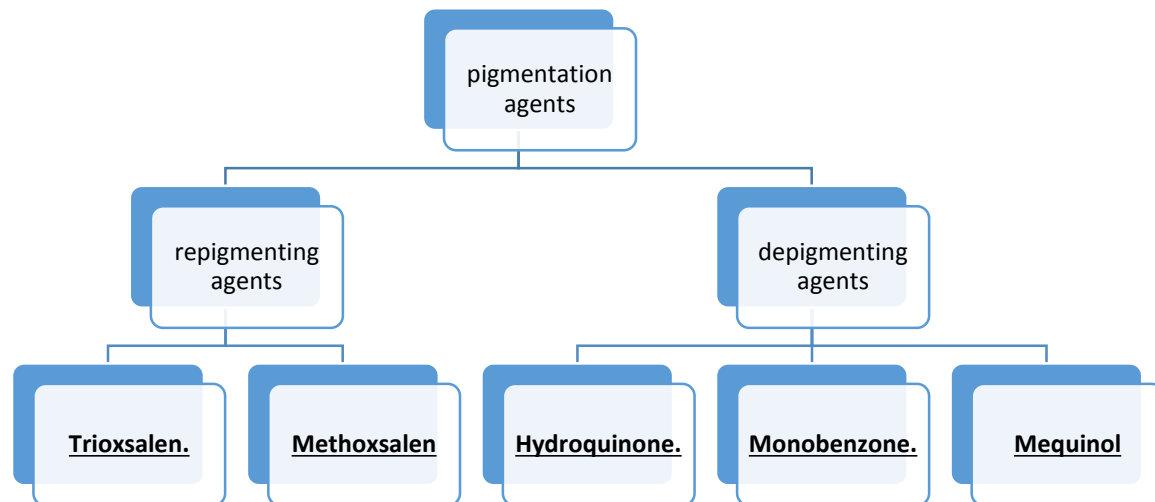 pigmentation
agents
repigmenting
agents
depigmenting
agents
Trioxsalen.
Methoxsalen
Hydroquinone.
Monobenzone.
Mequinol